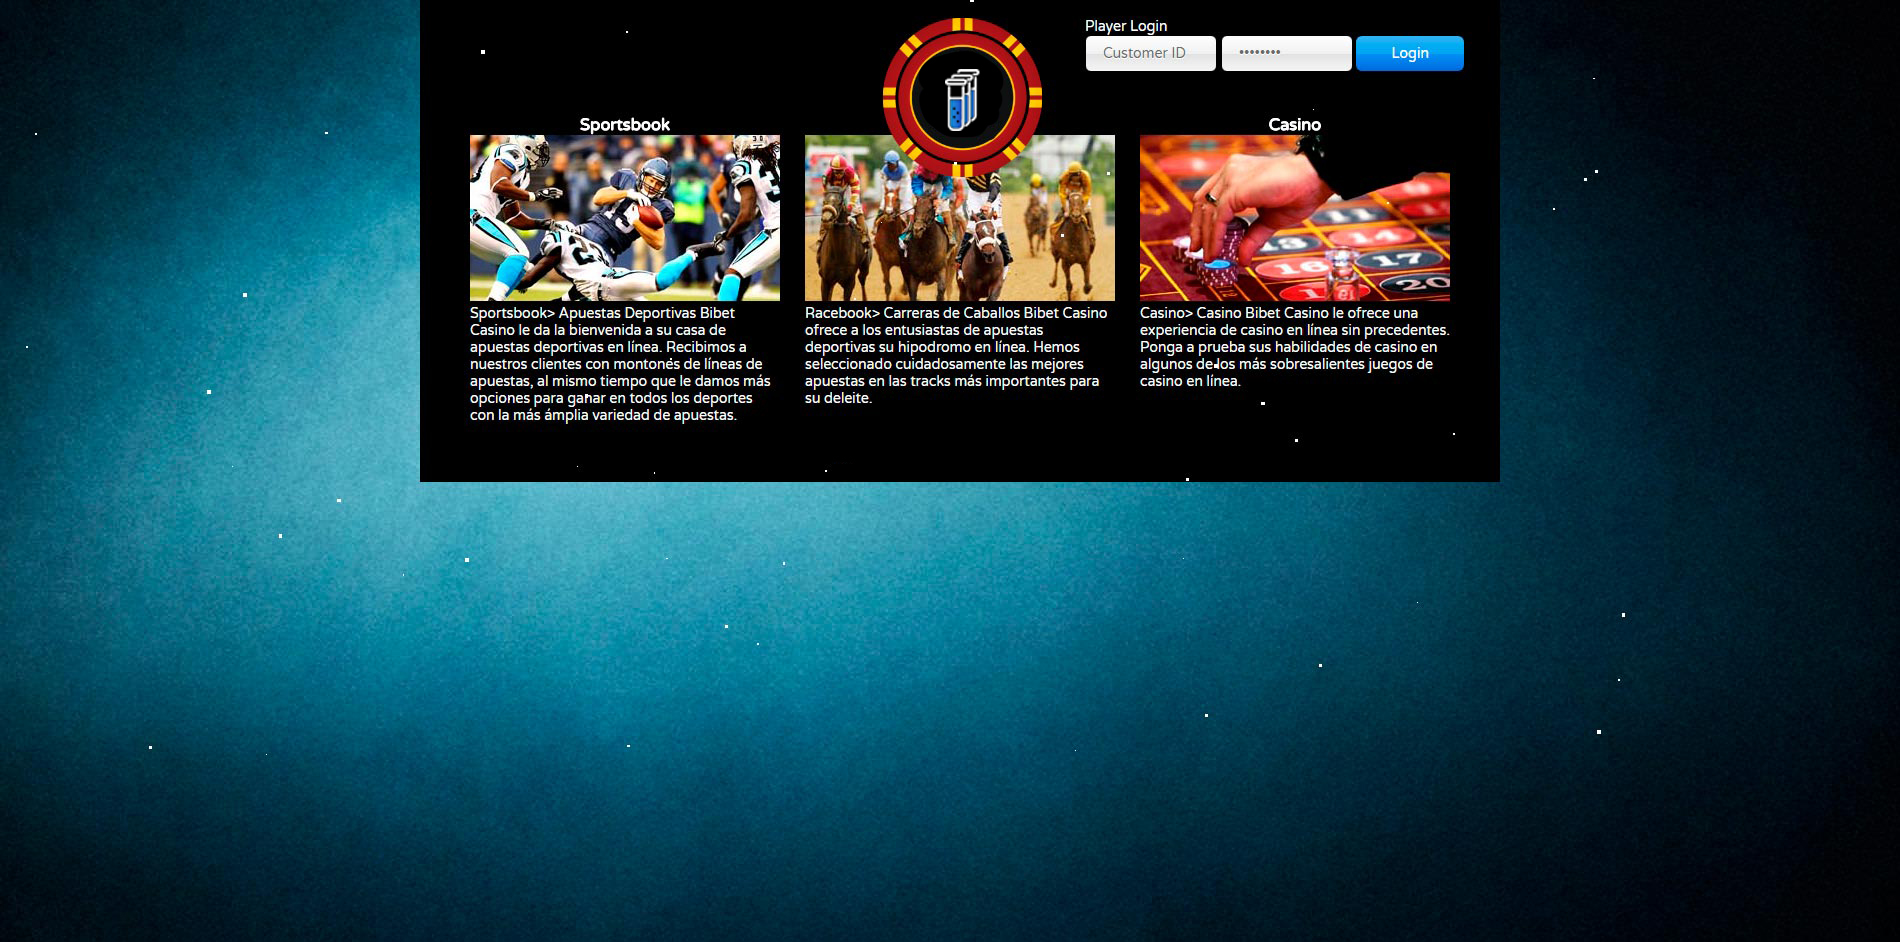 Player Login
Customer ID
••••••••
Login
Sportsbook
Sportsbook> Apuestas Deportivas Bibet
Casino le da la bienvenida a su casa de
apuestas deportivas en línea. Recibimos a
nuestros clientes con montonés de líneas de
apuestas, al mismo tiempo que le damos más
opciones para ganar en todos los deportes
con la más ámplia variedad de apuestas.
Racebook> Carreras de Caballos Bibet Casino
ofrece a los entusiastas de apuestas
deportivas su hipodromo en línea. Hemos
seleccionado cuidadosamente las mejores
apuestas en las tracks más importantes para
su deleite.
Casino
11
13
14
16
17
20
Casino> Casino Bibet Casino le ofrece una
experiencia de casino en línea sin precedentes.
Ponga a prueba sus habilidades de casino en
algunos de los más sobresalientes juegos de
casino en línea.